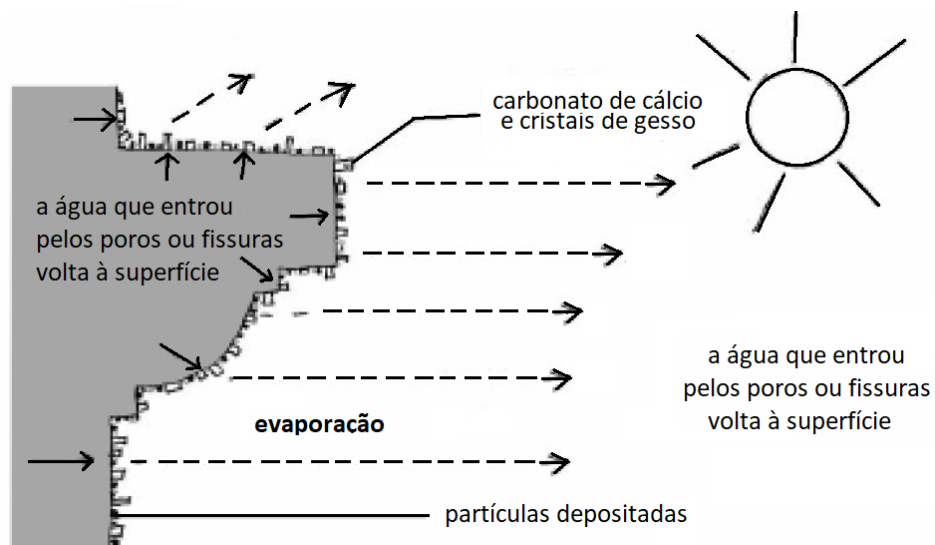 carbonato de cálcio
e cristais de gesso
a água que entrou
pelos poros ou fissuras
volta à superfície
a água que entrou
pelos poros ou fissuras
volta à superfície
evaporação
partículas depositadas